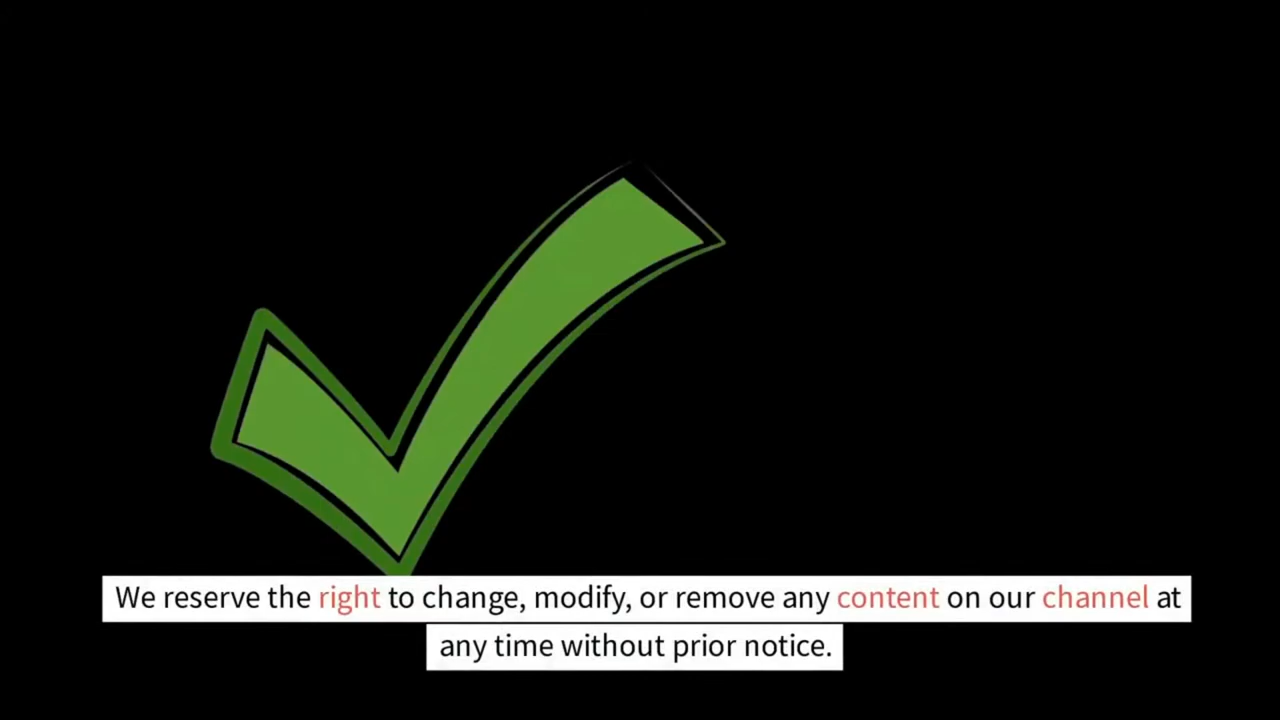 We reserve the right to change, modify, or remove any content on our channel at
any time without prior notice.